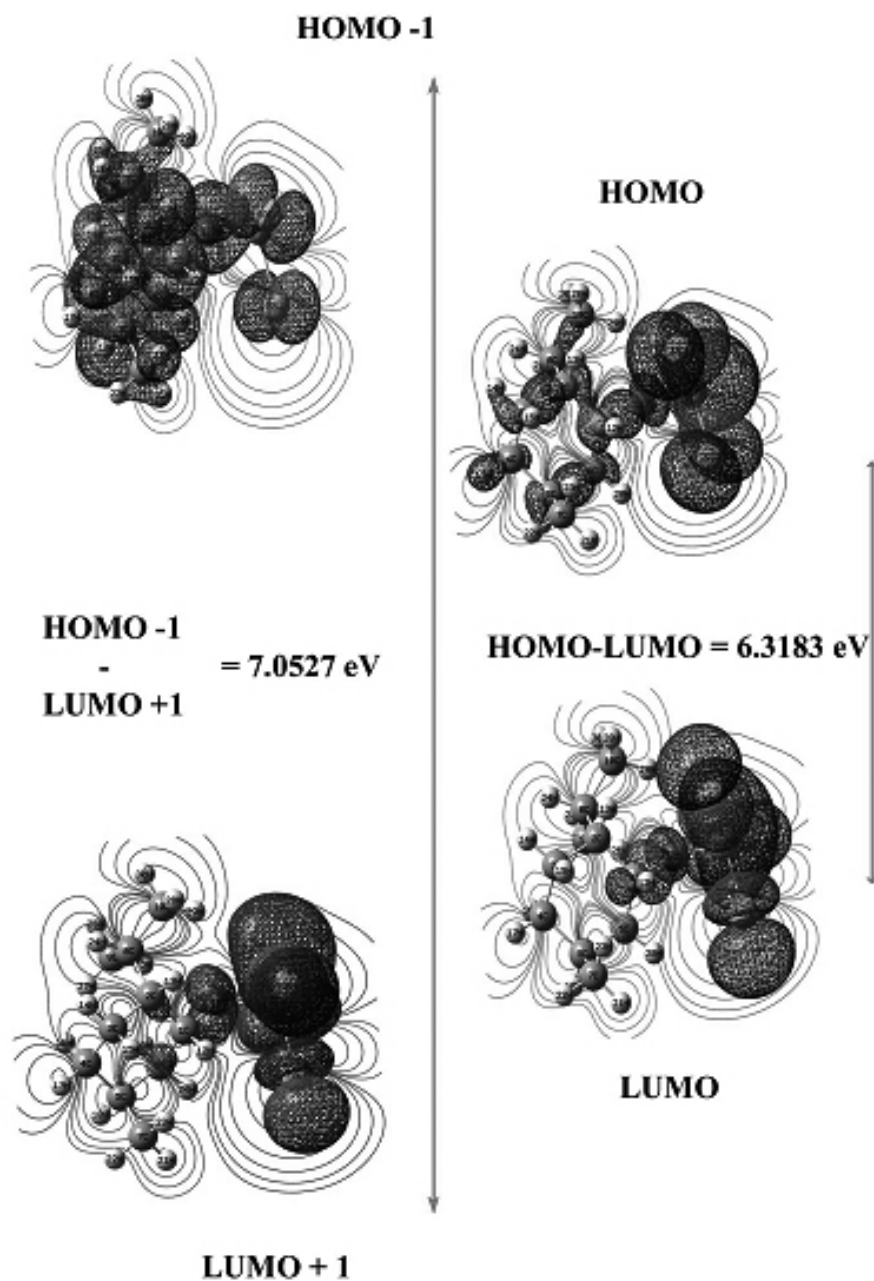 HOMO -1
HOMO
HOMO -1
-
LUMO +1
= 7.0527 eV
HOMO-LUMO = 6.3183 eV
LUMO
LUMO + 1